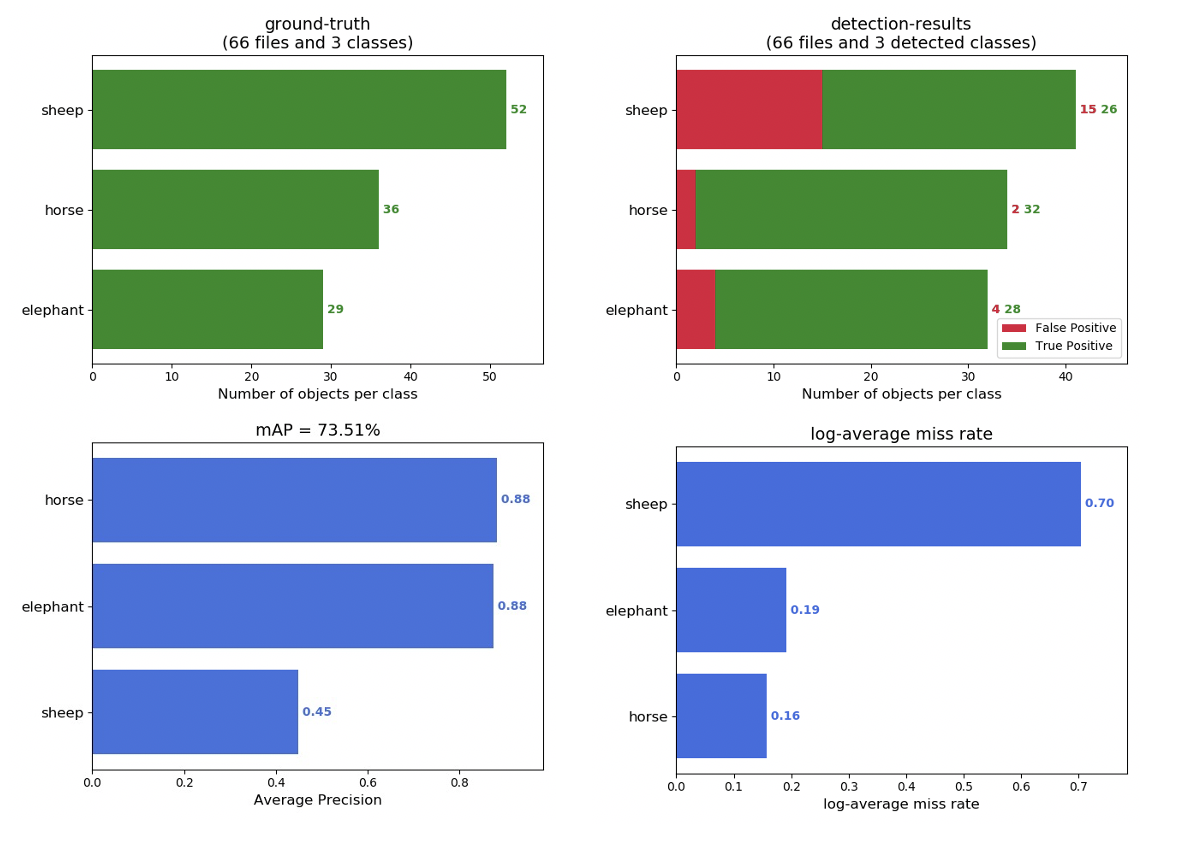 ground-truth
(66 files and 3 classes)
sheep
52
horse
36
elephant
29
0 10 20 30 40 50
Number of objects per class
detection-results
(66 files and 3 detected classes)
sheep
15 26
horse
2 32
elephant
4 28
False Positive
True Positive
0 10 20 30 40
Number of objects per class
mAP = 73.51%
horse
0.88
elephant
0.88
sheep
0.45
0.0 0.2 0.4 0.6 0.8
Average Precision
log-average miss rate
sheep
0.70
elephant
0.19
horse
0.16
0.0 0.1 0.2 0.3 0.4 0.5 0.6 0.7
log-average miss rate